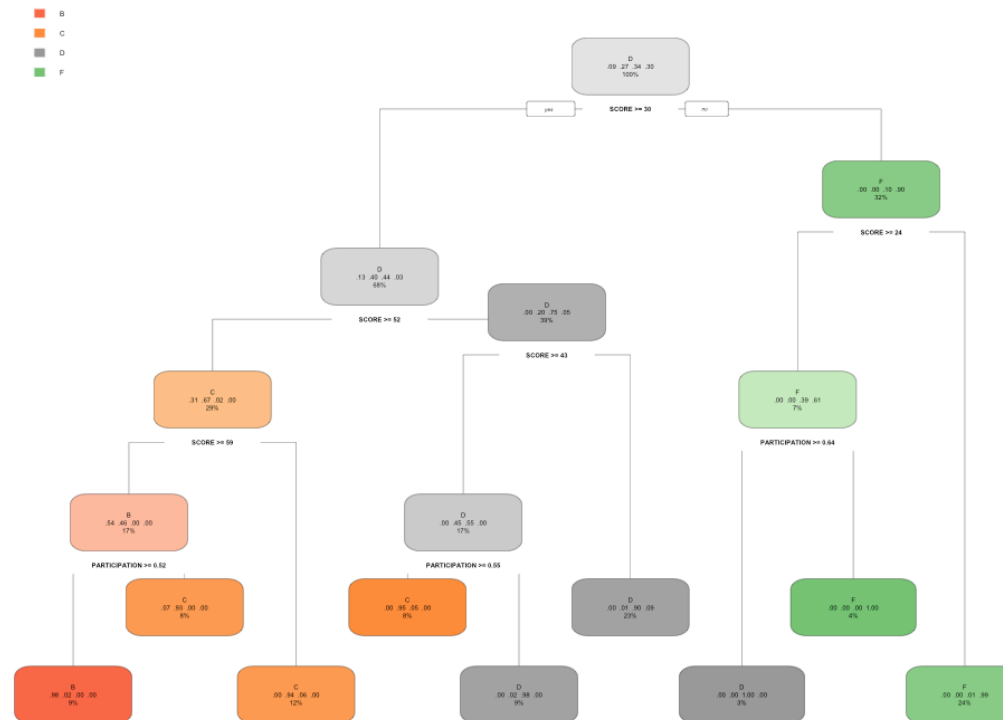 B
C
D
F
D
.09 .27 .34 .30
100%
yes
SCORE >= 30
no
F
.00 .00 .10 .90
32%
SCORE >= 24
D
.13 .40 .44 .03
68%
SCORE >= 52
D
.00 .20 .75 .05
39%
SCORE >= 43
C
.31 .67 .02 .00
29%
SCORE >= 59
F
.00 .00 .39 .61
7%
PARTICIPATION >= 0.64
B
.54 .46 .00 .00
17%
PARTICIPATION >= 0.52
D
.00 .45 .55 .00
17%
PARTICIPATION >= 0.55
C
.07 .93 .00 .00
8%
C
.00 .95 .05 .00
8%
D
.00 .01 .90 .09
23%
F
.00 .00 .00 1.00
4%
B
.98 .02 .00 .00
9%
C
.00 .94 .06 .00
12%
D
.00 .02 .98 .00
9%
D
.00 .00 1.00 .00
3%
F
.00 .00 .01 .99
24%